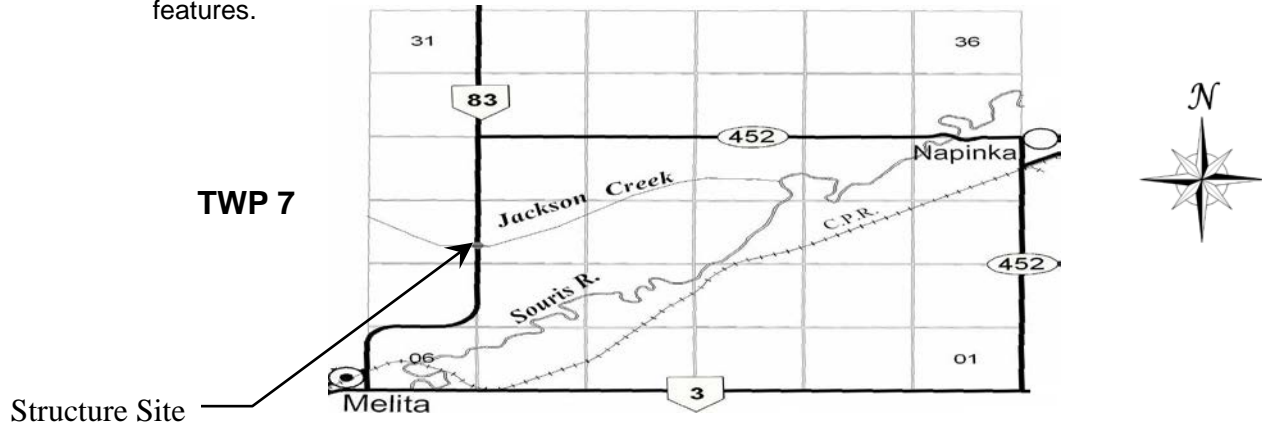 features.
31
36
83
N
452
Napinka
TWP 7
Jackson Creek
C.P.R.
452
Souris R.
06
01
3
Melita
Structure Site